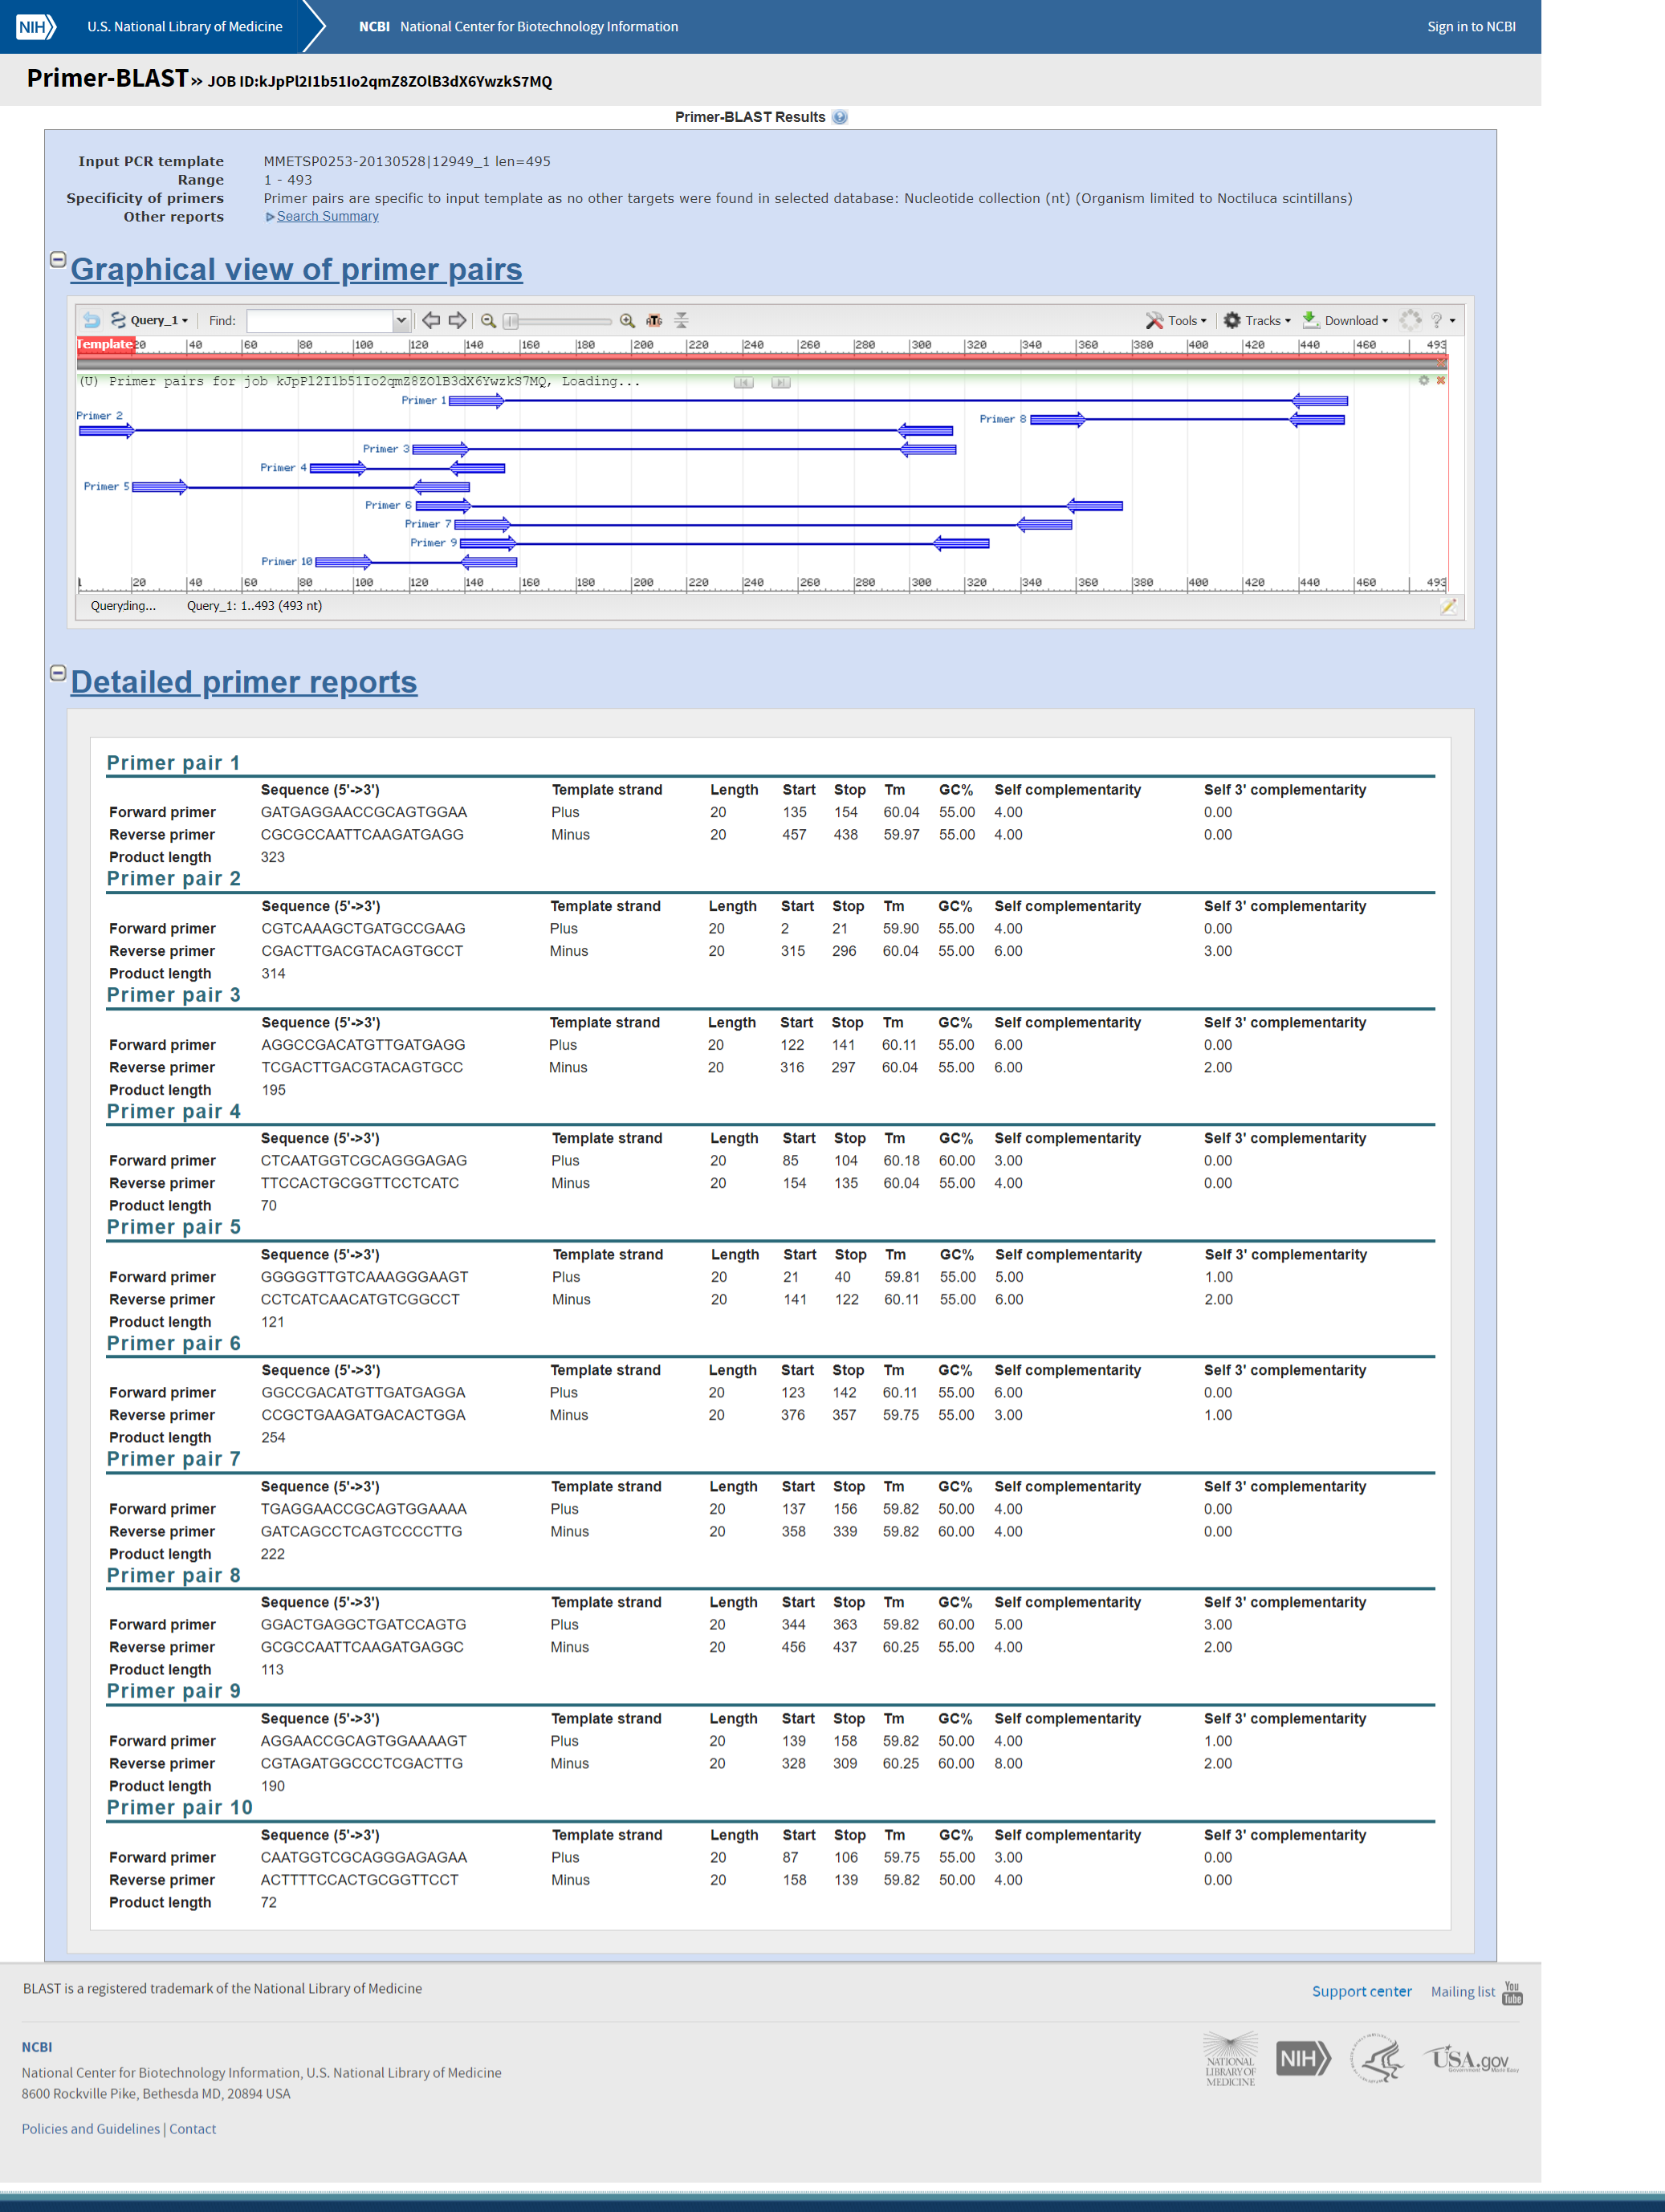 NIH U.S. National Library of Medicine NCBI National Center for Biotechnology Information Sign in to NCBI
Primer-BLAST » JOB ID:kJpPl2I1b51Io2qmZ8ZOlB3dX6YwzkS7MQ
Primer-BLAST Results ?
Input PCR template MMETSP0253-20130528|12949_1 len=495
Range 1 - 493
Specificity of primers Primer pairs are specific to input template as no other targets were found in selected database: Nucleotide collection (nt) (Organism limited to Noctiluca scintillans)
Other reports Search Summary
Graphical view of primer pairs
Query_1 Find: ATG Tools Tracks Download ?
Template 20 40 60 80 100 120 140 160 180 200 220 240 260 280 300 320 340 360 380 400 420 440 460 493
(U) Primer pairs for job kJpPl2I1b51Io2qmZ8ZOlB3dX6YwzkS7MQ, Loading...
Primer 1
Primer 2 Primer 8
Primer 3
Primer 4
Primer 5
Primer 6
Primer 7
Primer 9
Primer 10
1 20 40 60 80 100 120 140 160 180 200 220 240 260 280 300 320 340 360 380 400 420 440 460 493
Queryding... Query_1: 1..493 (493 nt)
Detailed primer reports
Primer pair 1
Sequence (5'->3') Template strand Length Start Stop Tm GC% Self complementarity Self 3' complementarity
Forward primer GATGAGGAACCGCAGTGGAA Plus 20 135 154 60.04 55.00 4.00 0.00
Reverse primer CGCGCCAATTCAAGATGAGG Minus 20 457 438 59.97 55.00 4.00 0.00
Product length 323
Primer pair 2
Sequence (5'->3') Template strand Length Start Stop Tm GC% Self complementarity Self 3' complementarity
Forward primer CGTCAAAGCTGATGCCGAAG Plus 20 2 21 59.90 55.00 4.00 0.00
Reverse primer CGACTTGACGTACAGTGCCT Minus 20 315 296 60.04 55.00 6.00 3.00
Product length 314
Primer pair 3
Sequence (5'->3') Template strand Length Start Stop Tm GC% Self complementarity Self 3' complementarity
Forward primer AGGCCGACATGTTGATGAGG Plus 20 122 141 60.11 55.00 6.00 0.00
Reverse primer TCGACTTGACGTACAGTGCC Minus 20 316 297 60.04 55.00 6.00 2.00
Product length 195
Primer pair 4
Sequence (5'->3') Template strand Length Start Stop Tm GC% Self complementarity Self 3' complementarity
Forward primer CTCAATGGTCGCAGGGAGAG Plus 20 85 104 60.18 60.00 3.00 0.00
Reverse primer TTCCACTGCGGTTCCTCATC Minus 20 154 135 60.04 55.00 4.00 0.00
Product length 70
Primer pair 5
Sequence (5'->3') Template strand Length Start Stop Tm GC% Self complementarity Self 3' complementarity
Forward primer GGGGGTTGTCAAAGGGAAGT Plus 20 21 40 59.81 55.00 5.00 1.00
Reverse primer CCTCATCAACATGTCGGCCT Minus 20 141 122 60.11 55.00 6.00 2.00
Product length 121
Primer pair 6
Sequence (5'->3') Template strand Length Start Stop Tm GC% Self complementarity Self 3' complementarity
Forward primer GGCCGACATGTTGATGAGGA Plus 20 123 142 60.11 55.00 6.00 0.00
Reverse primer CCGCTGAAGATGACACTGGA Minus 20 376 357 59.75 55.00 3.00 1.00
Product length 254
Primer pair 7
Sequence (5'->3') Template strand Length Start Stop Tm GC% Self complementarity Self 3' complementarity
Forward primer TGAGGAACCGCAGTGGAAAA Plus 20 137 156 59.82 50.00 4.00 0.00
Reverse primer GATCAGCCTCAGTCCCCTTG Minus 20 358 339 59.82 60.00 4.00 0.00
Product length 222
Primer pair 8
Sequence (5'->3') Template strand Length Start Stop Tm GC% Self complementarity Self 3' complementarity
Forward primer GGACTGAGGCTGATCCAGTG Plus 20 344 363 59.82 60.00 5.00 3.00
Reverse primer GCGCCAATTCAAGATGAGGC Minus 20 456 437 60.25 55.00 4.00 2.00
Product length 113
Primer pair 9
Sequence (5'->3') Template strand Length Start Stop Tm GC% Self complementarity Self 3' complementarity
Forward primer AGGAACCGCAGTGGAAAAGT Plus 20 139 158 59.82 50.00 4.00 1.00
Reverse primer CGTAGATGGCCCTCGACTTG Minus 20 328 309 60.25 60.00 8.00 2.00
Product length 190
Primer pair 10
Sequence (5'->3') Template strand Length Start Stop Tm GC% Self complementarity Self 3' complementarity
Forward primer CAATGGTCGCAGGGAGAGAA Plus 20 87 106 59.75 55.00 3.00 0.00
Reverse primer ACTTTTCCACTGCGGTTCCT Minus 20 158 139 59.82 50.00 4.00 0.00
Product length 72
BLAST is a registered trademark of the National Library of Medicine Support center Mailing list You Tube
NCBI
National Center for Biotechnology Information, U.S. National Library of Medicine
8600 Rockville Pike, Bethesda MD, 20894 USA
Policies and Guidelines | Contact
NATIONAL LIBRARY OF MEDICINE NIH USA.gov